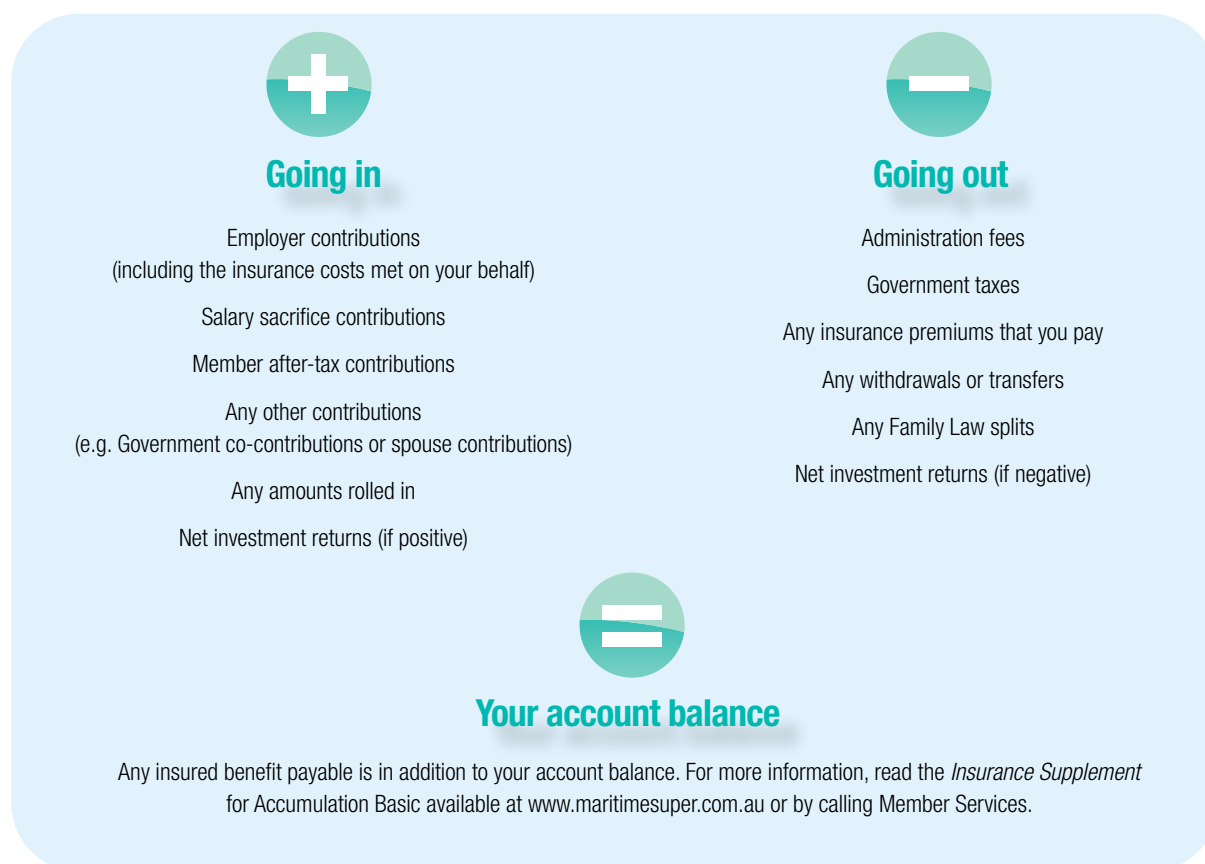 Going in
Employer contributions
(including the insurance costs met on your behalf)
Salary sacrifice contributions
Member after-tax contributions
Any other contributions
(e.g. Government co-contributions or spouse contributions)
Any amounts rolled in
Net investment returns (if positive)
Going out
Administration fees
Government taxes
Any insurance premiums that you pay
Any withdrawals or transfers
Any Family Law splits
Net investment returns (if negative)
Your account balance
Any insured benefit payable is in addition to your account balance. For more information, read the Insurance Supplement
for Accumulation Basic available at www.maritimesuper.com.au or by calling Member Services.